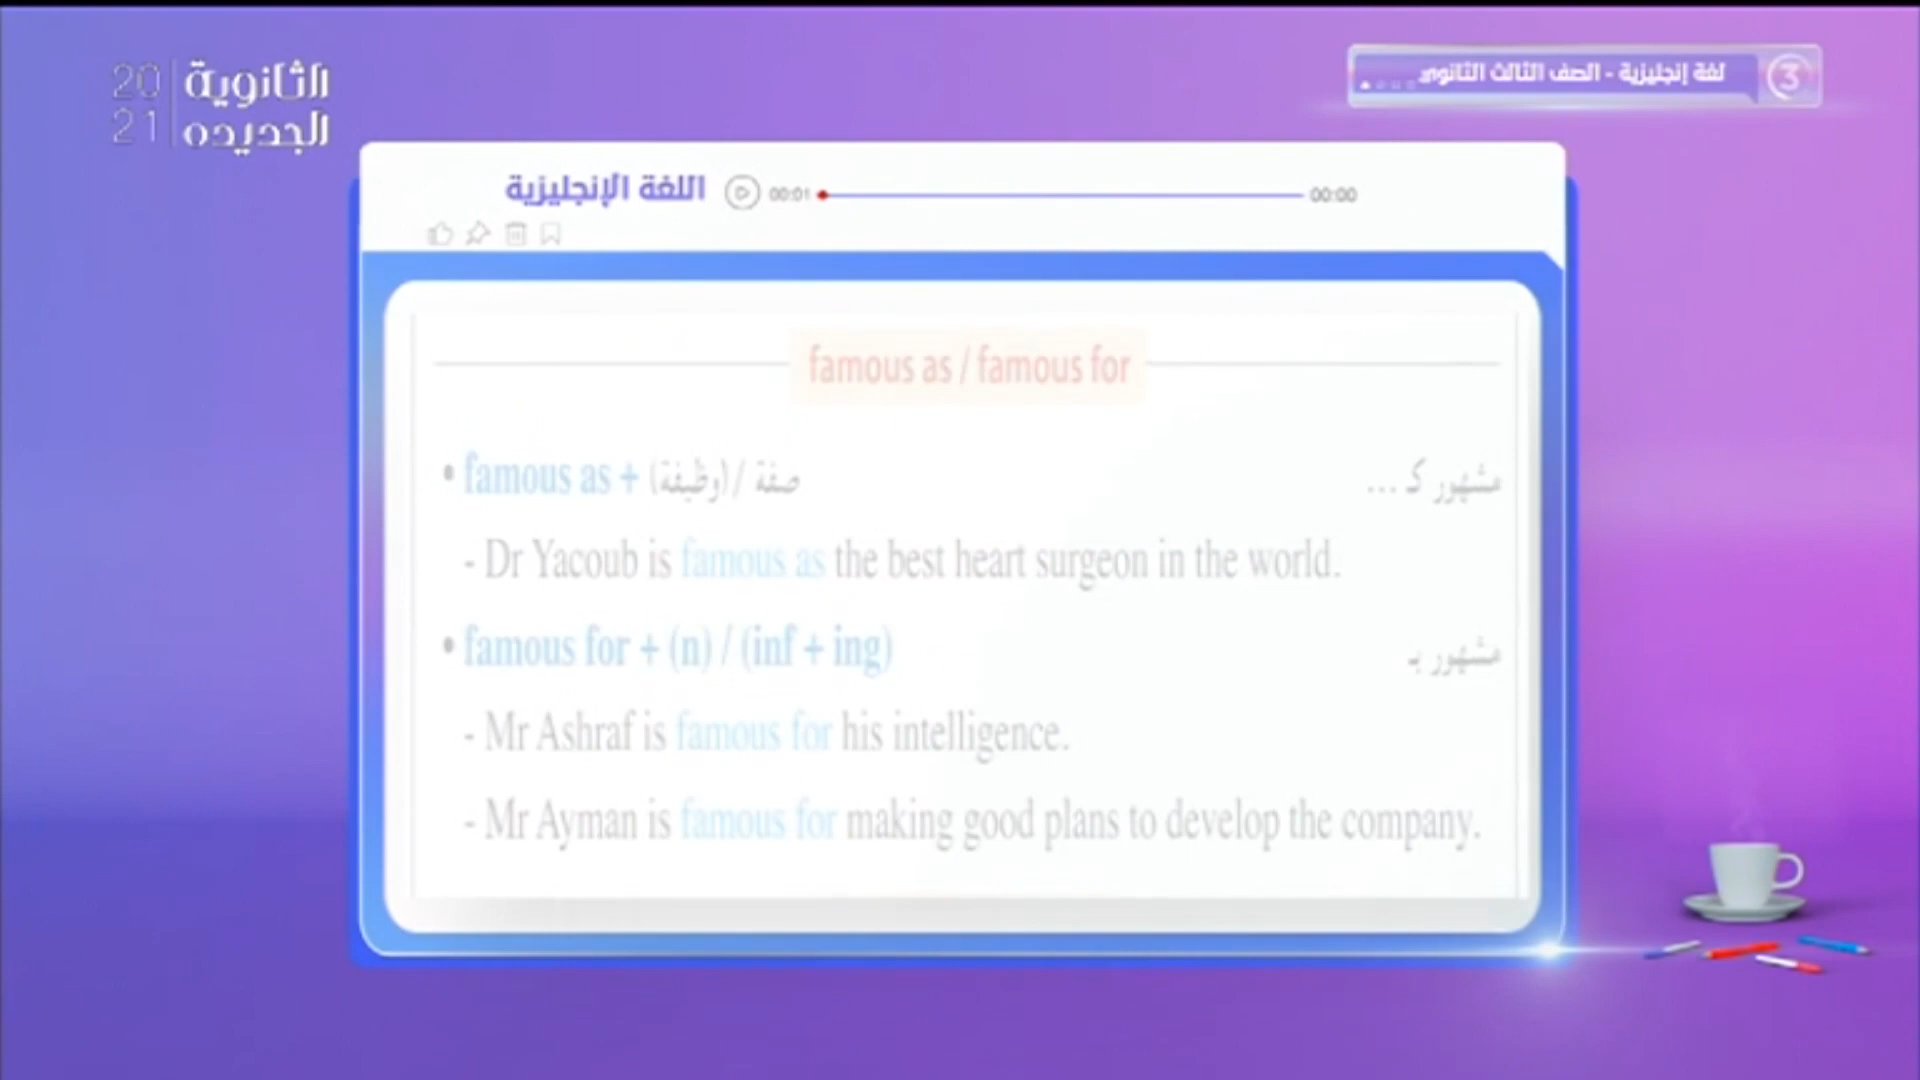 20
21
الثانوية
الجديده
لغة إنجليزية - الصف الثالث الثانوي
3
اللغة الإنجليزية
00:01
00:00
famous as / famous for
• famous as + (وظيفة) / صفة
مشهور كـ ...
- Dr Yacoub is famous as the best heart surgeon in the world.
• famous for + (n) / (inf + ing)
مشهور بـ
- Mr Ashraf is famous for his intelligence.
- Mr Ayman is famous for making good plans to develop the company.